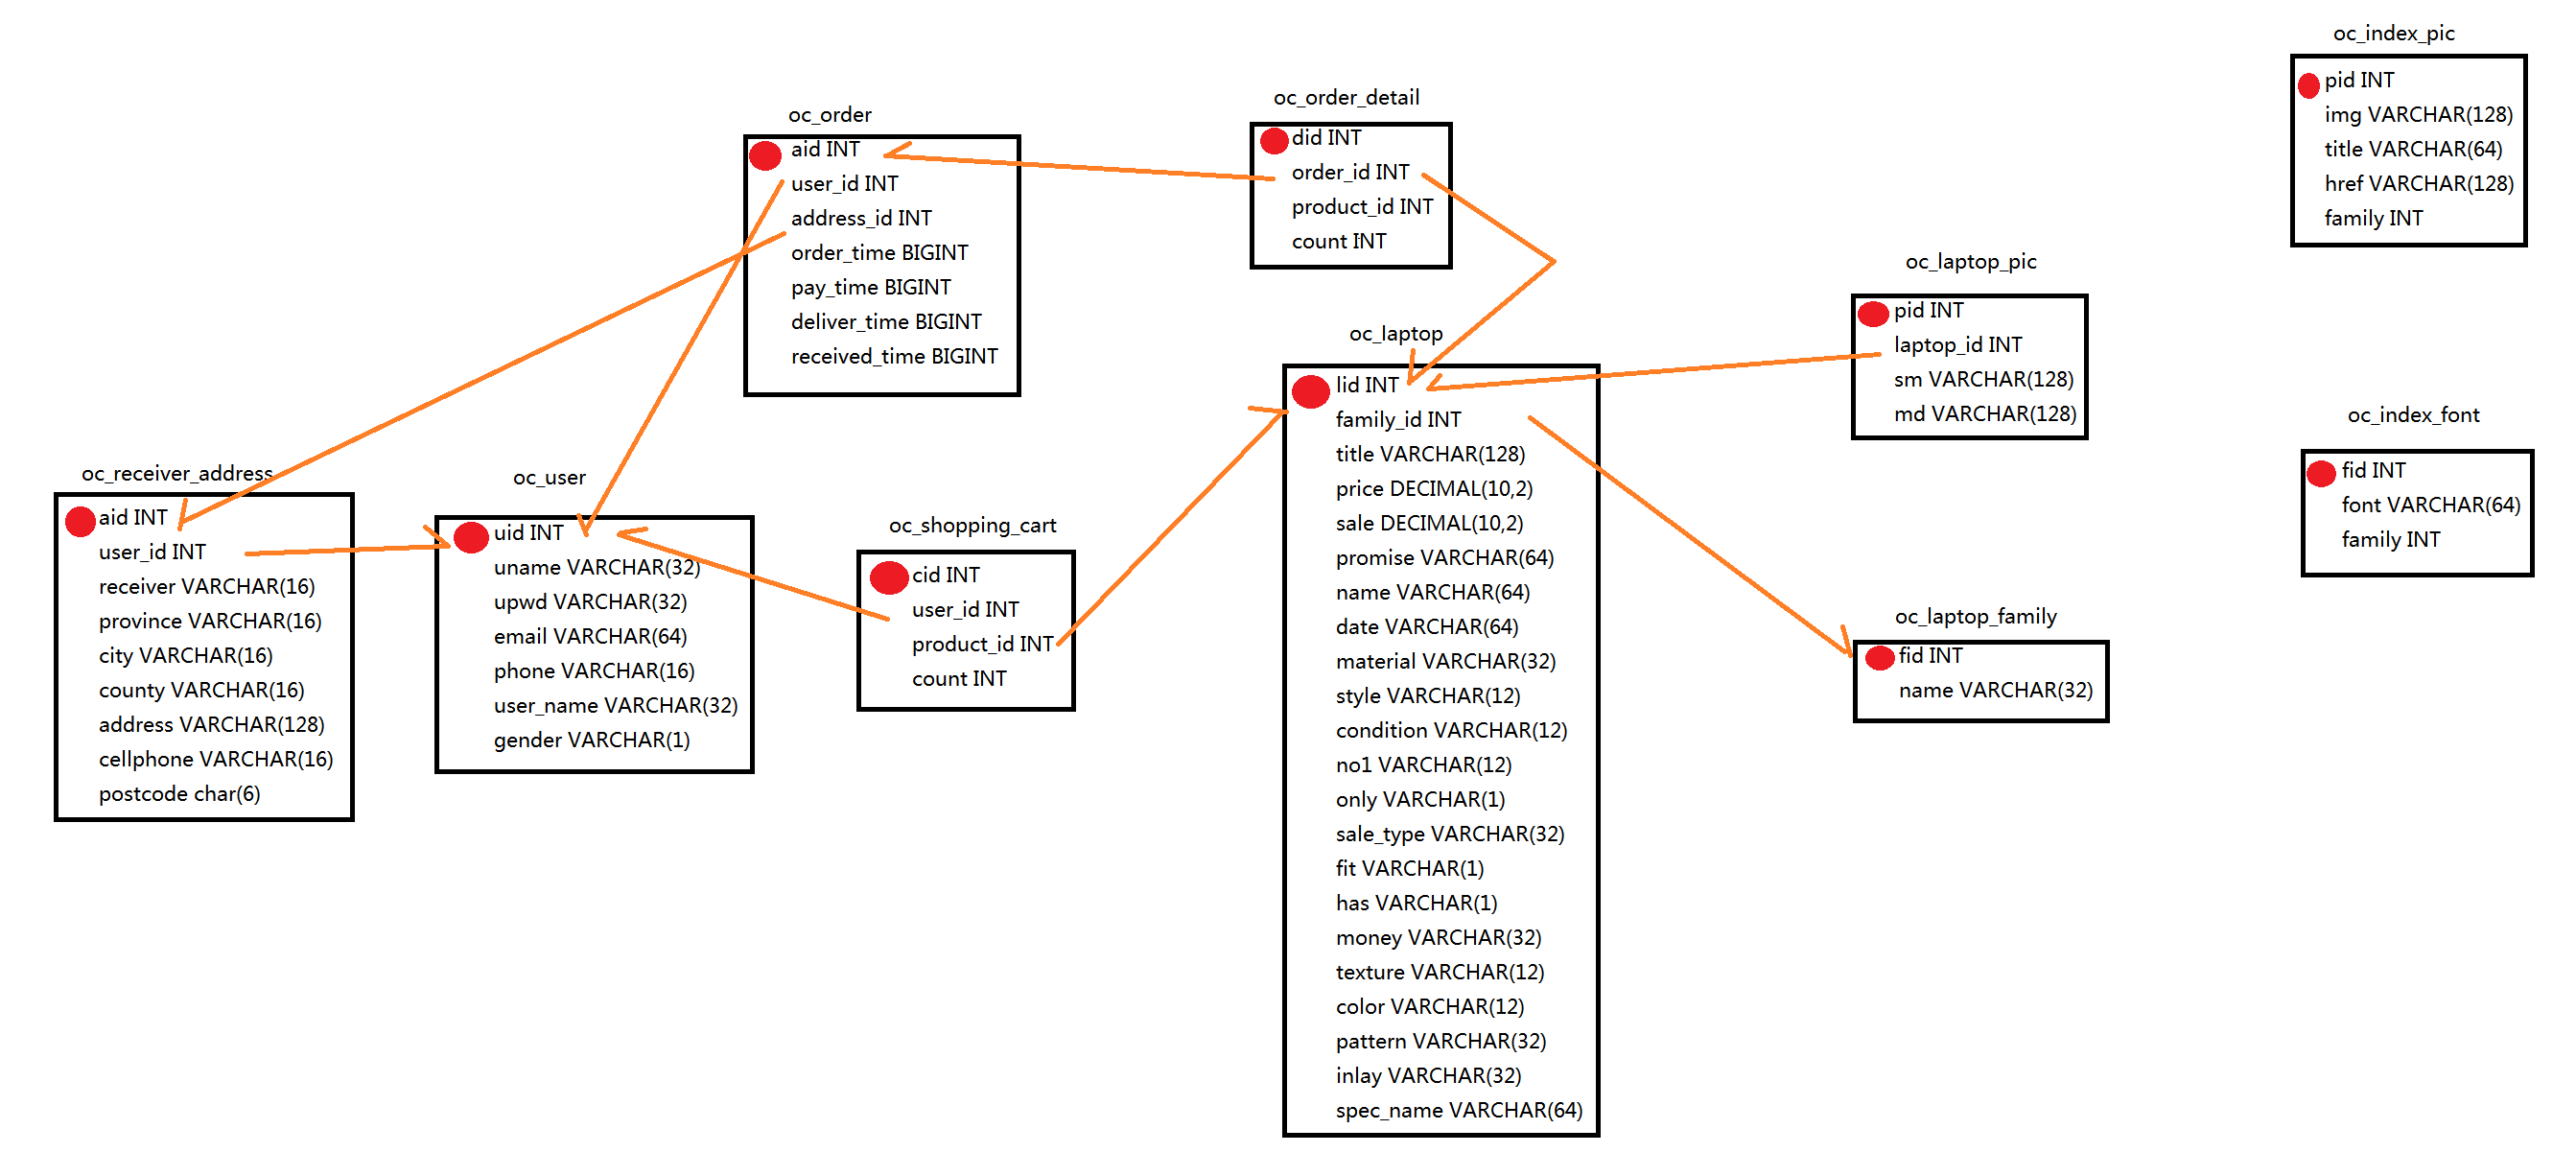 oc_order
aid INT
user_id INT
address_id INT
order_time BIGINT
pay_time BIGINT
deliver_time BIGINT
received_time BIGINT
oc_order_detail
did INT
order_id INT
product_id INT
count INT
oc_index_pic
pid INT
img VARCHAR(128)
title VARCHAR(64)
href VARCHAR(128)
family INT
oc_laptop_pic
pid INT
laptop_id INT
sm VARCHAR(128)
md VARCHAR(128)
oc_index_font
fid INT
font VARCHAR(64)
family INT
oc_receiver_address
aid INT
user_id INT
receiver VARCHAR(16)
province VARCHAR(16)
city VARCHAR(16)
county VARCHAR(16)
address VARCHAR(128)
cellphone VARCHAR(16)
postcode char(6)
oc_user
uid INT
uname VARCHAR(32)
upwd VARCHAR(32)
email VARCHAR(64)
phone VARCHAR(16)
user_name VARCHAR(32)
gender VARCHAR(1)
oc_shopping_cart
cid INT
user_id INT
product_id INT
count INT
oc_laptop
lid INT
family_id INT
title VARCHAR(128)
price DECIMAL(10,2)
sale DECIMAL(10,2)
promise VARCHAR(64)
name VARCHAR(64)
date VARCHAR(64)
material VARCHAR(32)
style VARCHAR(12)
condition VARCHAR(12)
no1 VARCHAR(12)
only VARCHAR(1)
sale_type VARCHAR(32)
fit VARCHAR(1)
has VARCHAR(1)
money VARCHAR(32)
texture VARCHAR(12)
color VARCHAR(12)
pattern VARCHAR(32)
inlay VARCHAR(32)
spec_name VARCHAR(64)
oc_laptop_family
fid INT
name VARCHAR(32)